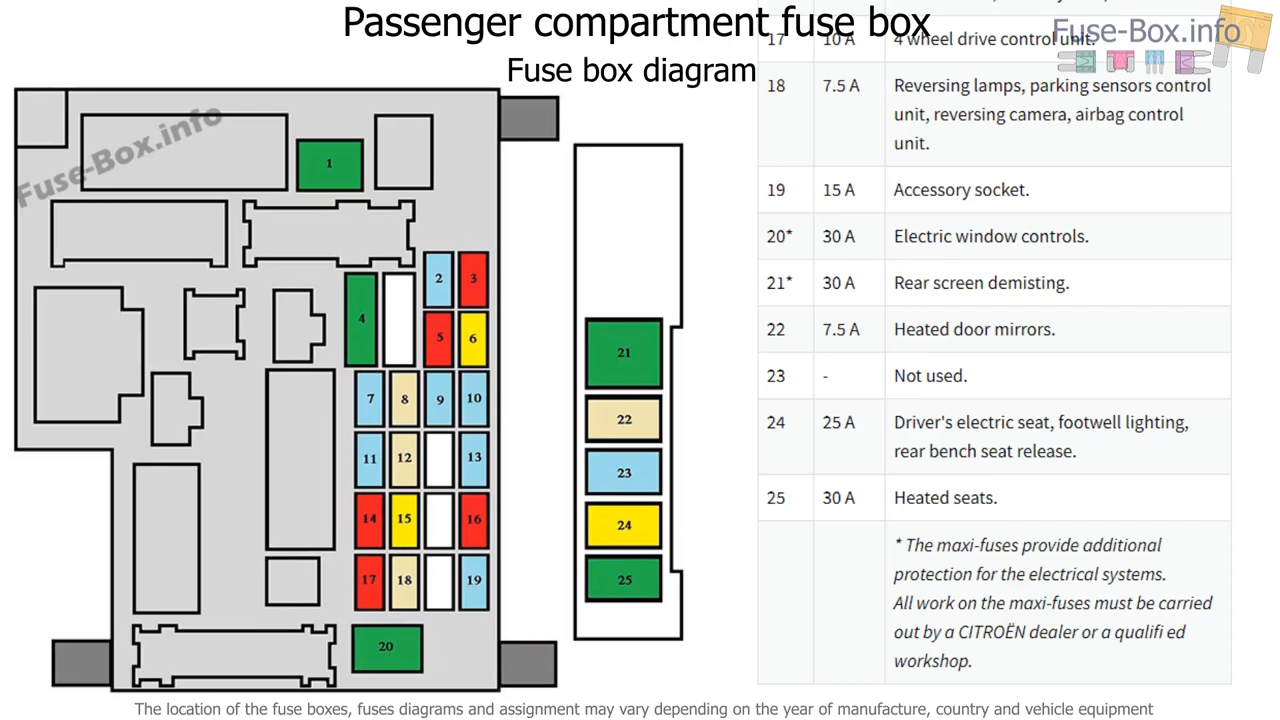 Passenger compartment fuse box
Fuse box diagram
Fuse-Box.info
Fuse-Box.info
1
2
3
4
5
6
7
8
9
10
11
12
13
14
15
16
17
18
19
20
21
22
23
24
25
17 10 A 4 wheel drive control unit.
18 7.5 A Reversing lamps, parking sensors control
unit, reversing camera, airbag control
unit.
19 15 A Accessory socket.
20* 30 A Electric window controls.
21* 30 A Rear screen demisting.
22 7.5 A Heated door mirrors.
23 - Not used.
24 25 A Driver's electric seat, footwell lighting,
rear bench seat release.
25 30 A Heated seats.
* The maxi-fuses provide additional
protection for the electrical systems.
All work on the maxi-fuses must be carried
out by a CITROËN dealer or a qualifi ed
workshop.
The location of the fuse boxes, fuses diagrams and assignment may vary depending on the year of manufacture, country and vehicle equipment